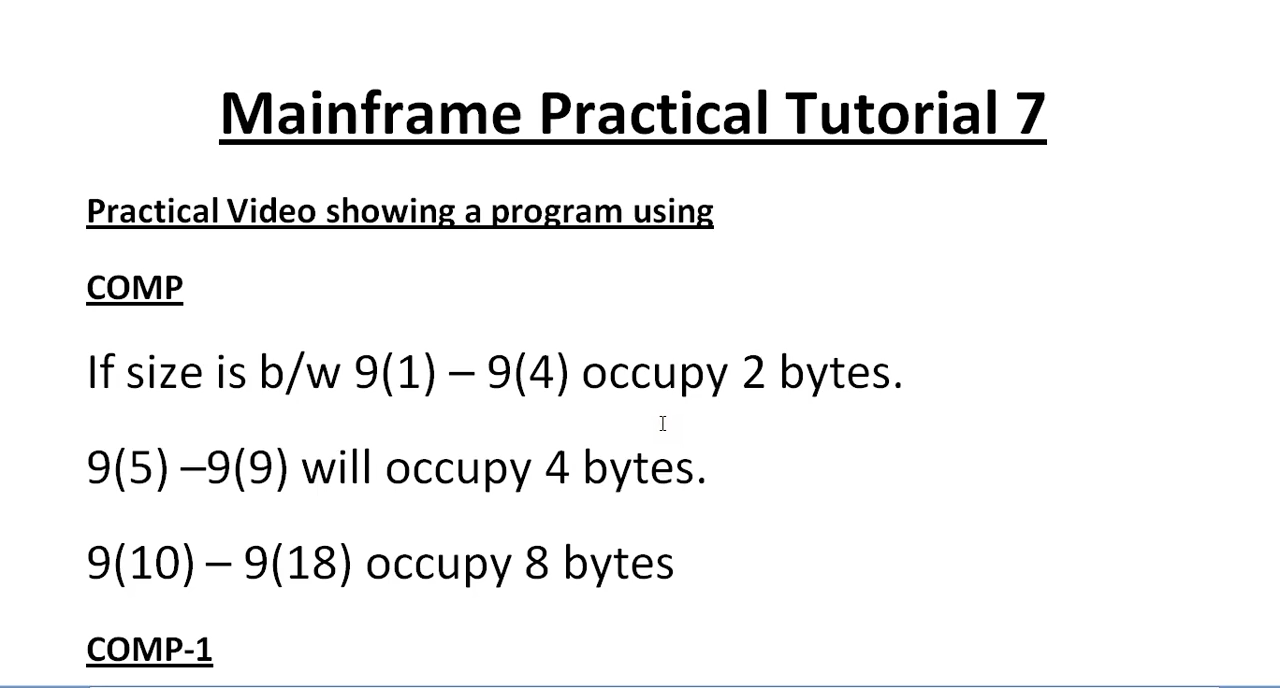 Mainframe Practical Tutorial 7
Practical Video showing a program using
COMP
If size is b/w 9(1) – 9(4) occupy 2 bytes.
9(5) –9(9) will occupy 4 bytes.
9(10) – 9(18) occupy 8 bytes
COMP-1